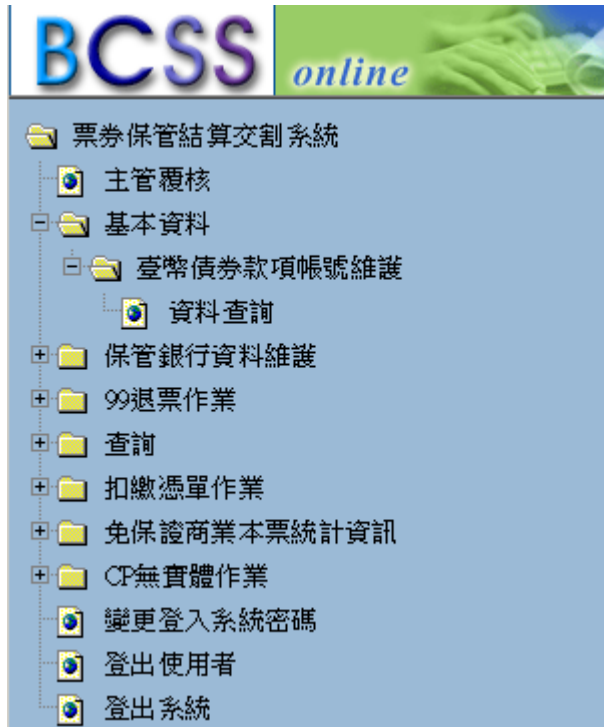 BCSS online
票券保管結算交割系統
主管覆核
基本資料
臺幣債券款項帳號維護
資料查詢
保管銀行資料維護
99退票作業
查詢
扣繳憑單作業
免保證商業本票統計資訊
CP無實體作業
變更登入系統密碼
登出使用者
登出系統